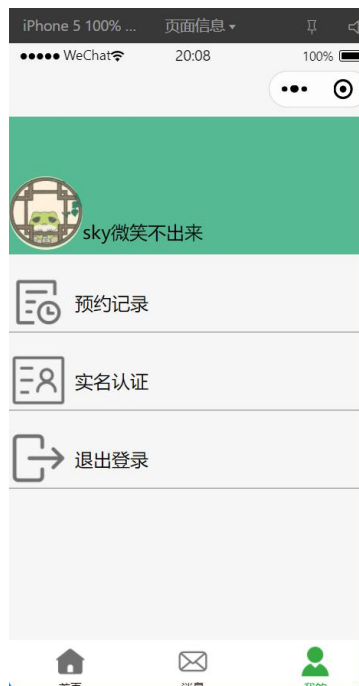 iPhone 5 100% ...
页面信息
WeChat
20:08
100%
sky微笑不出来
预约记录
实名认证
退出登录